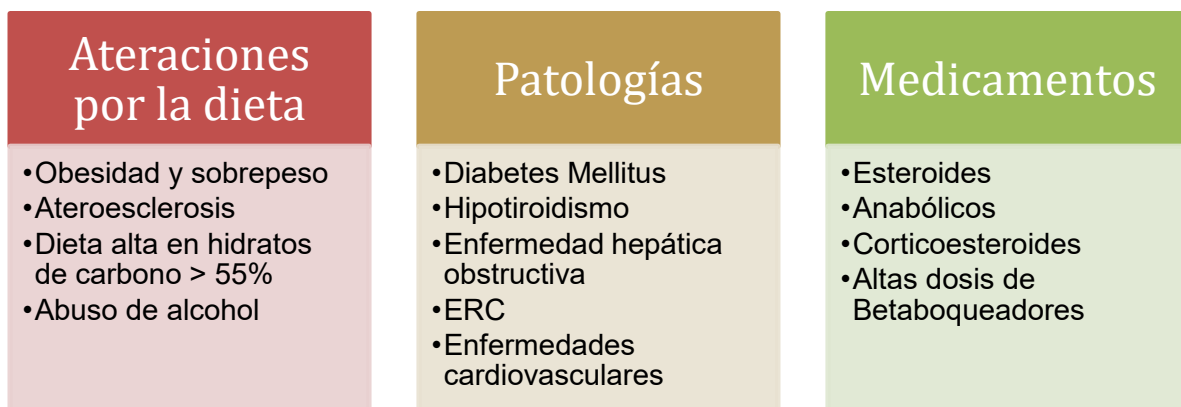 Ateraciones
por la dieta
•Obesidad y sobrepeso
•Ateroesclerosis
•Dieta alta en hidratos
de carbono > 55%
•Abuso de alcohol
Patologías
•Diabetes Mellitus
•Hipotiroidismo
•Enfermedad hepática
obstructiva
•ERC
•Enfermedades
cardiovasculares
Medicamentos
•Esteroides
•Anabólicos
•Corticoesteroides
•Altas dosis de
Betaboqueadores